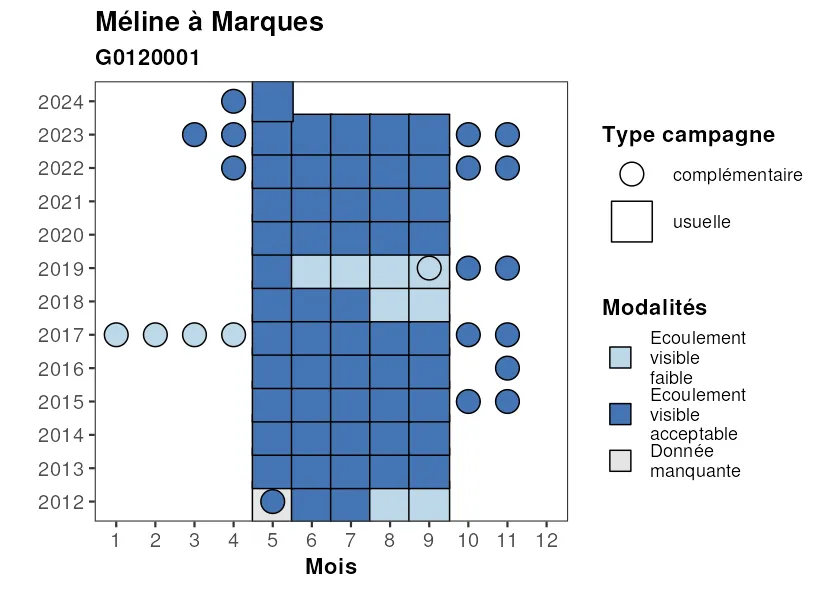 Méline à Marques
G0120001
2024
2023
2022
2021
2020
2019
2018
2017
2016
2015
2014
2013
2012
1 2 3 4 5 6 7 8 9 10 11 12
Mois
Type campagne
complémentaire
usuelle
Modalités
Ecoulement
visible
faible
Ecoulement
visible
acceptable
Donnée
manquante